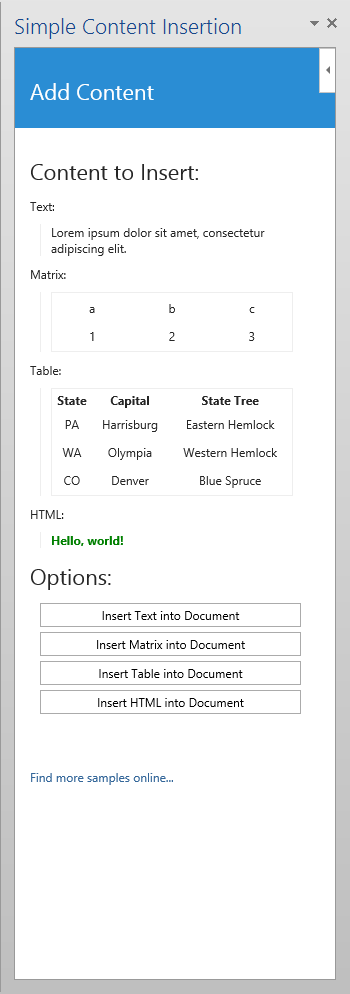 Simple Content Insertion
Add Content
Content to Insert:
Text:
Lorem ipsum dolor sit amet, consectetur
adipiscing elit.
Matrix:
a b c
1 2 3
Table:
State Capital State Tree
PA Harrisburg Eastern Hemlock
WA Olympia Western Hemlock
CO Denver Blue Spruce
HTML:
Hello, world!
Options:
Insert Text into Document
Insert Matrix into Document
Insert Table into Document
Insert HTML into Document
Find more samples online...